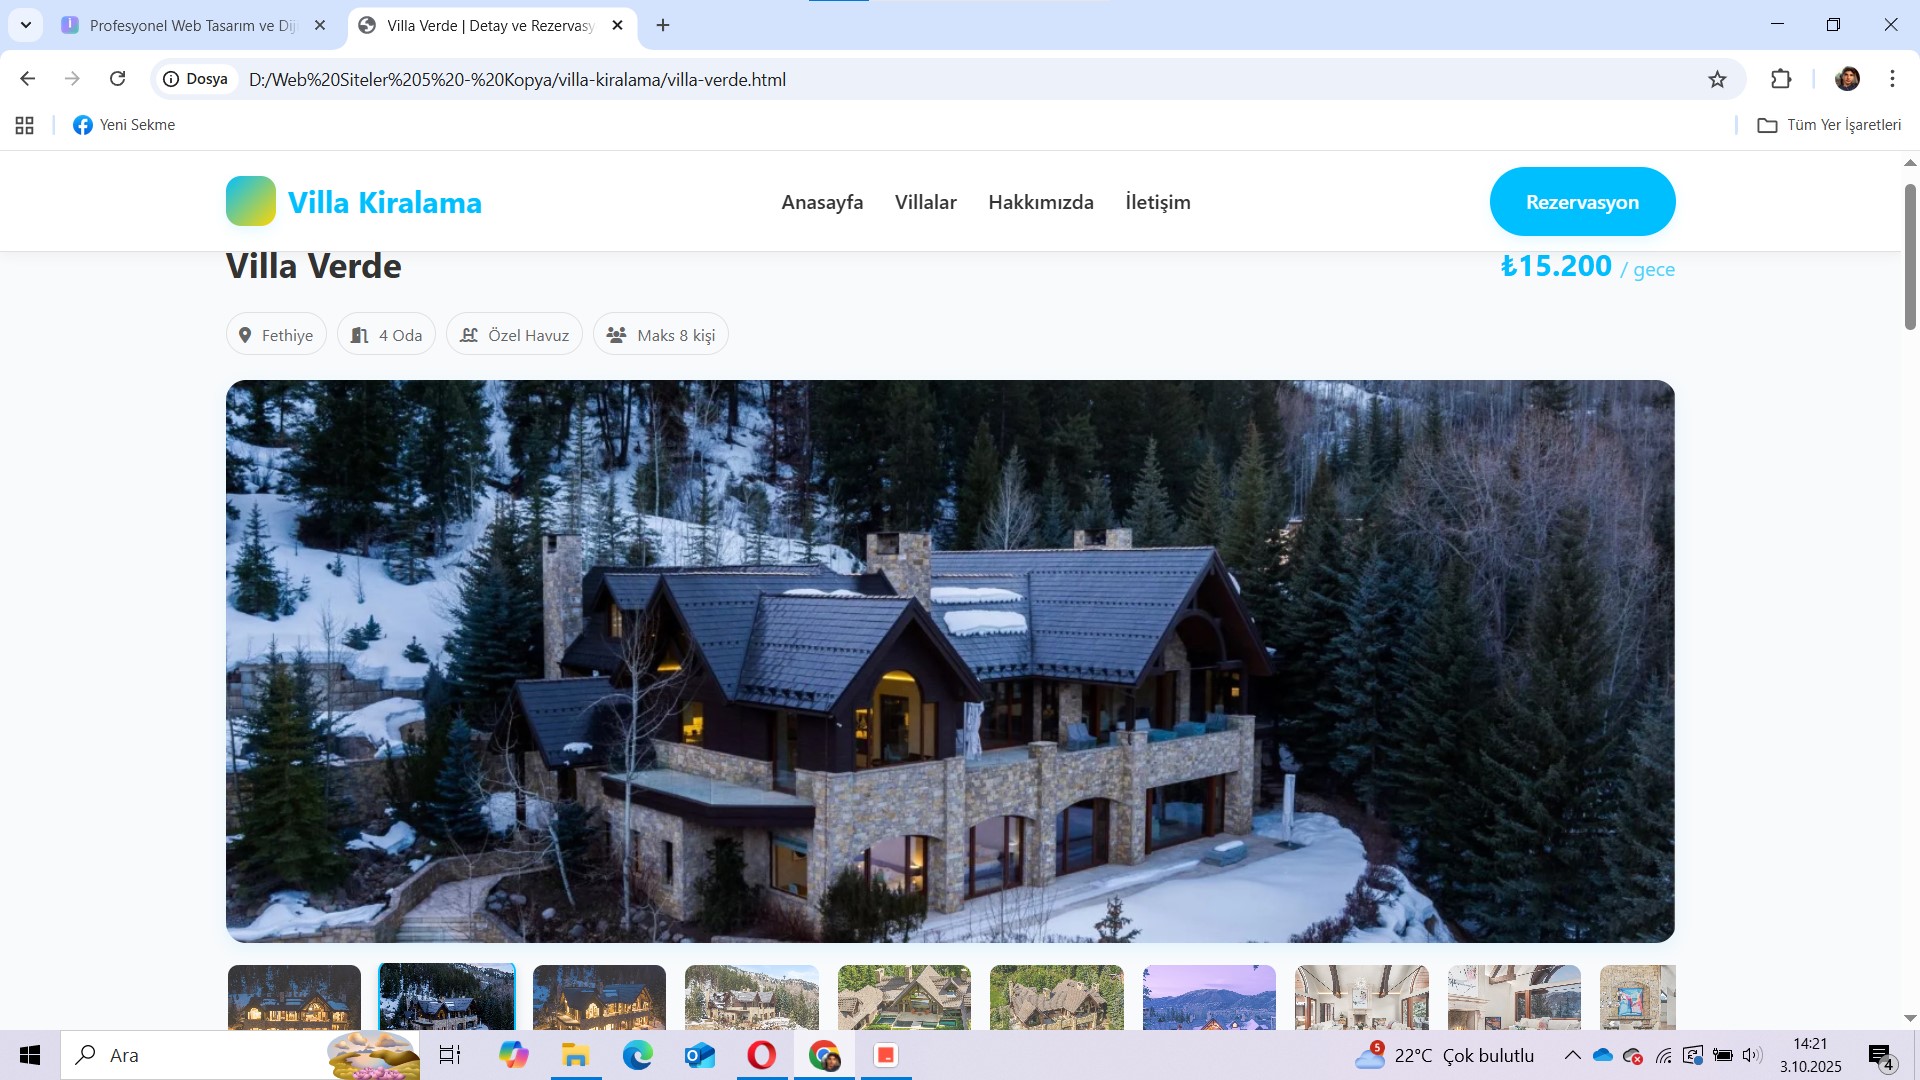 Profesyonel Web Tasarım ve Dij
Villa Verde | Detay ve Rezervasy
Dosya
D:/Web%20Siteler%205%20-%20Kopya/villa-kiralama/villa-verde.html
Yeni Sekme
Tüm Yer İşaretleri
Villa Kiralama
Anasayfa
Villalar
Hakkımızda
İletişim
Rezervasyon
Villa Verde
₺15.200 / gece
Fethiye
4 Oda
Özel Havuz
Maks 8 kişi
Ara
5
22°C Çok bulutlu
14:21
3.10.2025
4